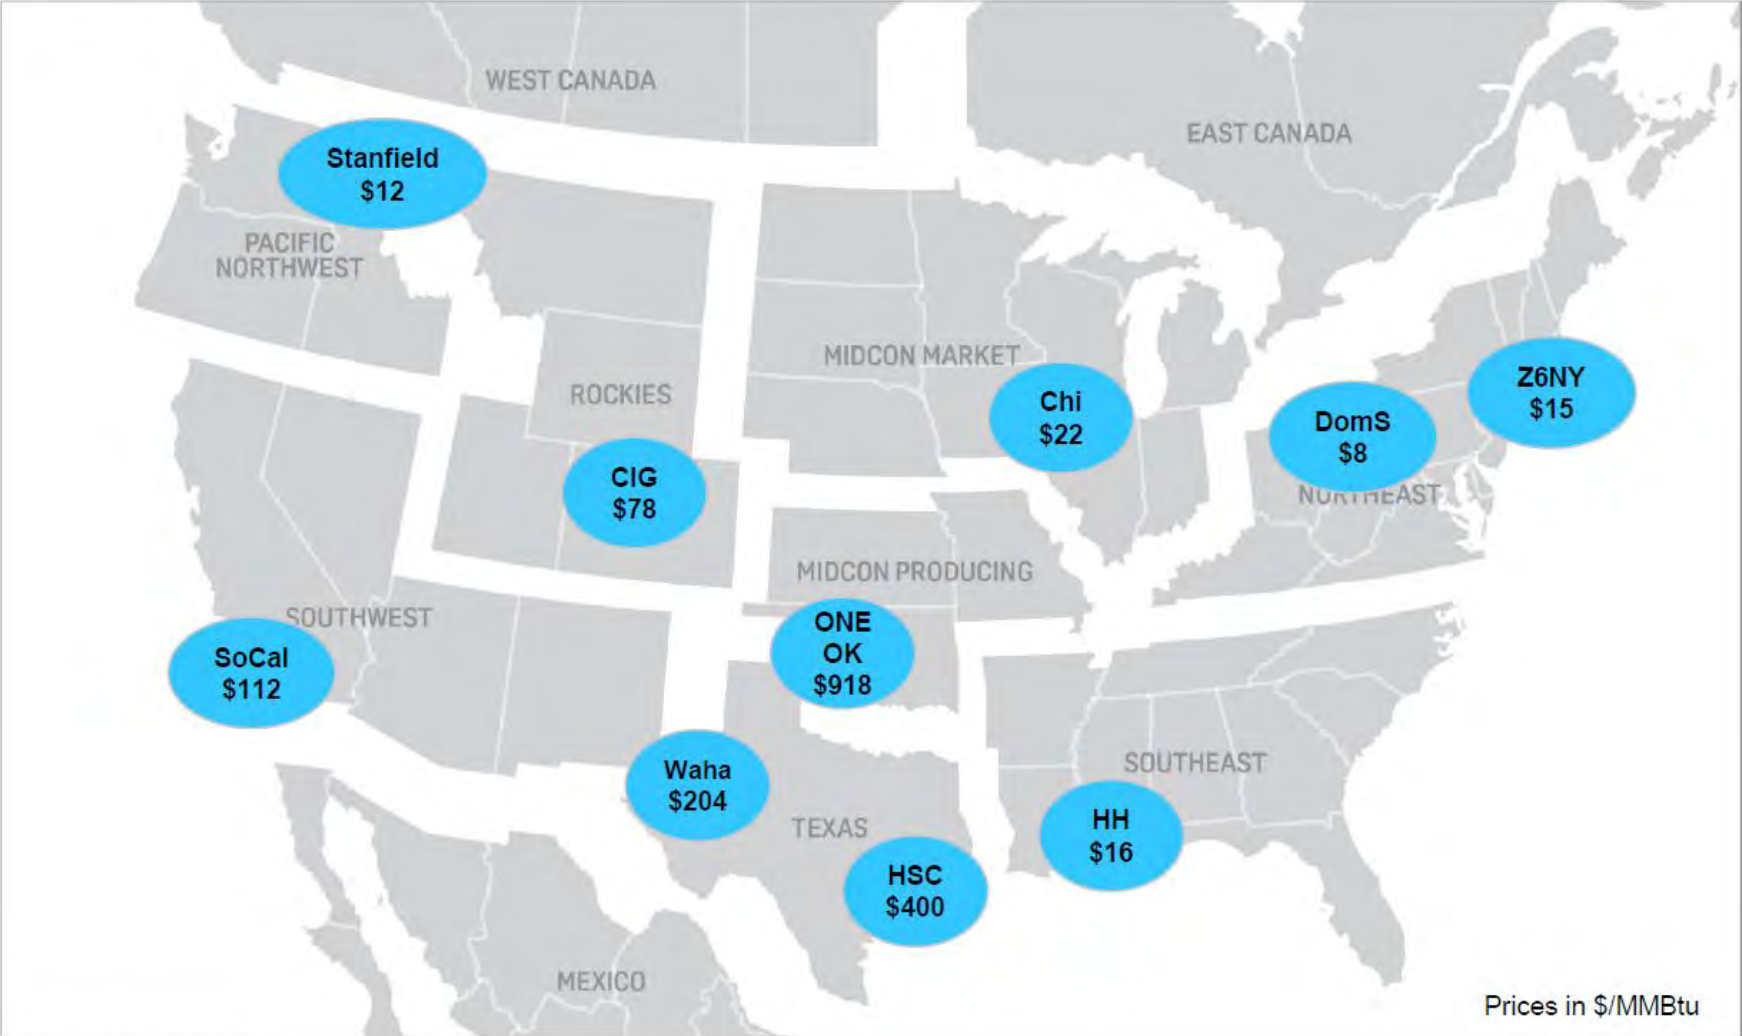 WEST CANADA
EAST CANADA
Stanfield
$12
PACIFIC
NORTHWEST
MIDCON MARKET
ROCKIES
Chi
$22
Z6NY
$15
DomS
$8
NORTHEAST
CIG
$78
MIDCON PRODUCING
SOUTHWEST
ONE
OK
$918
SoCal
$112
Waha
$204
SOUTHEAST
TEXAS
HH
$16
HSC
$400
MEXICO
Prices in $/MMBtu